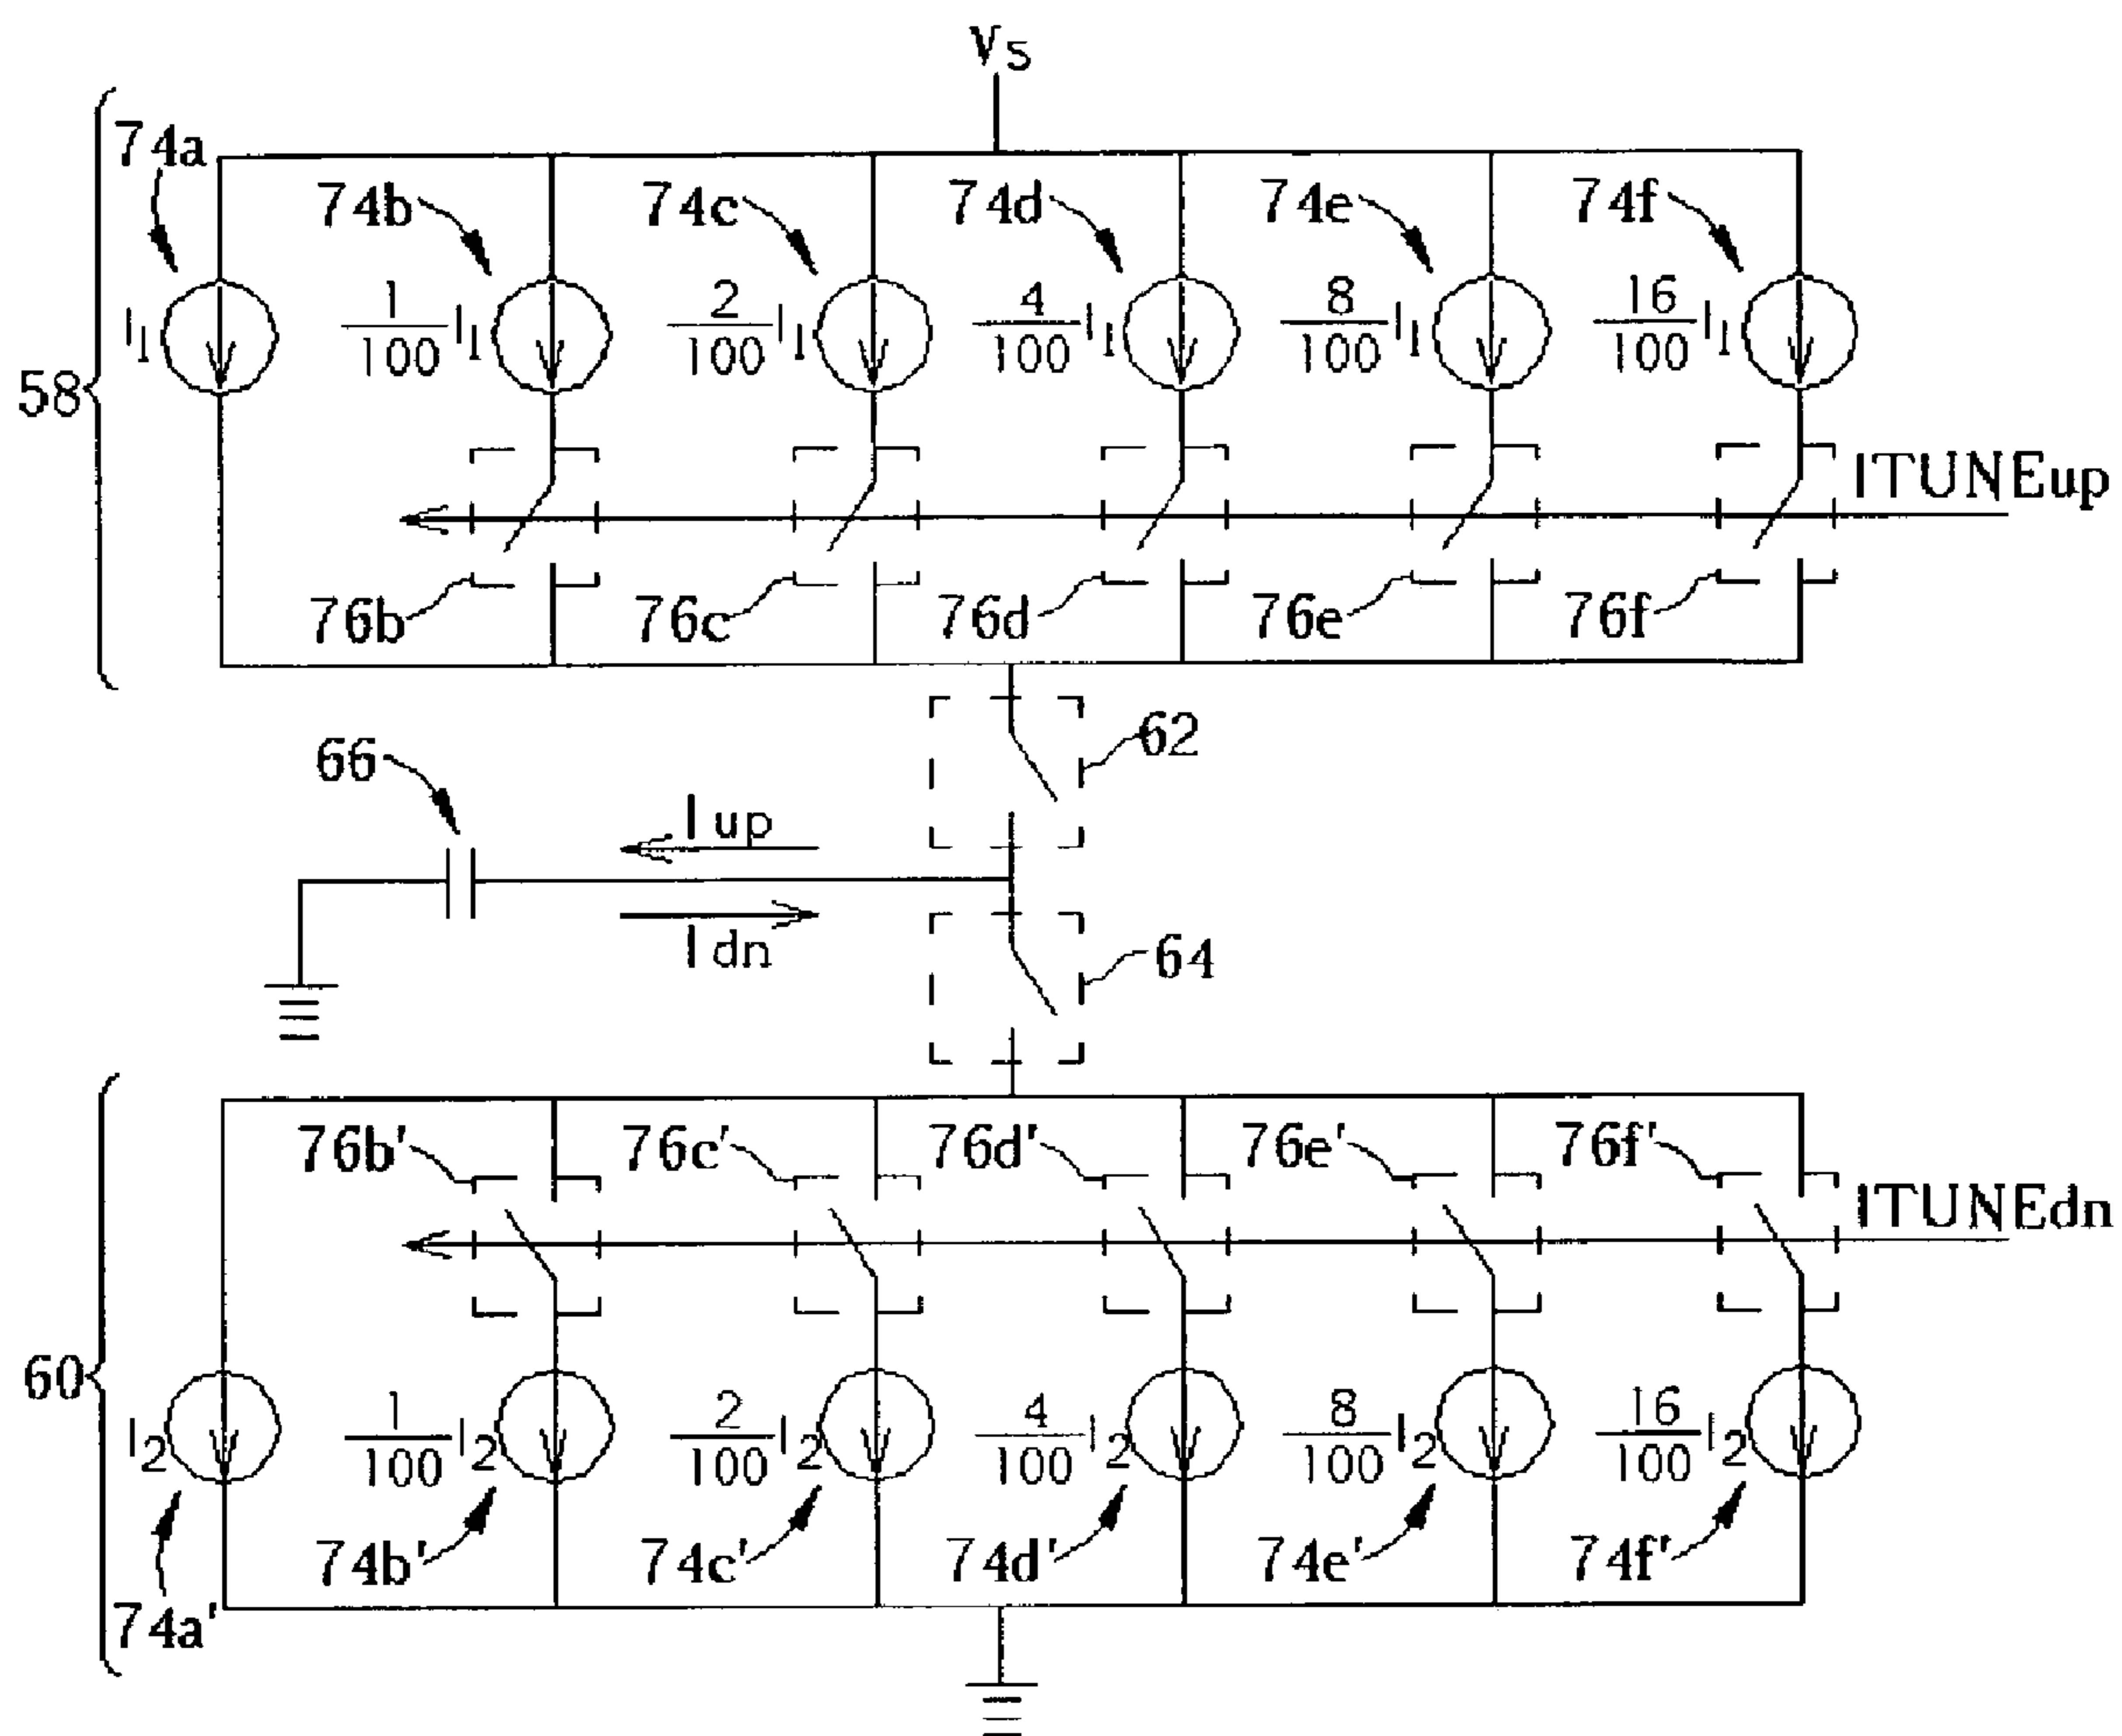 VS
74a
74b 74c 74d 74e 74f
I1 1/100 I1 2/100 I1 4/100 I1 8/100 I1 16/100 I1
58
ITUNEup
76b 76c 76d 76e 76f
62
66
Iup
Idn
64
76b' 76c' 76d' 76e' 76f'
ITUNEdn
60
I2 1/100 I2 2/100 I2 4/100 I2 8/100 I2 16/100 I2
74b' 74c' 74d' 74e' 74f'
74a'